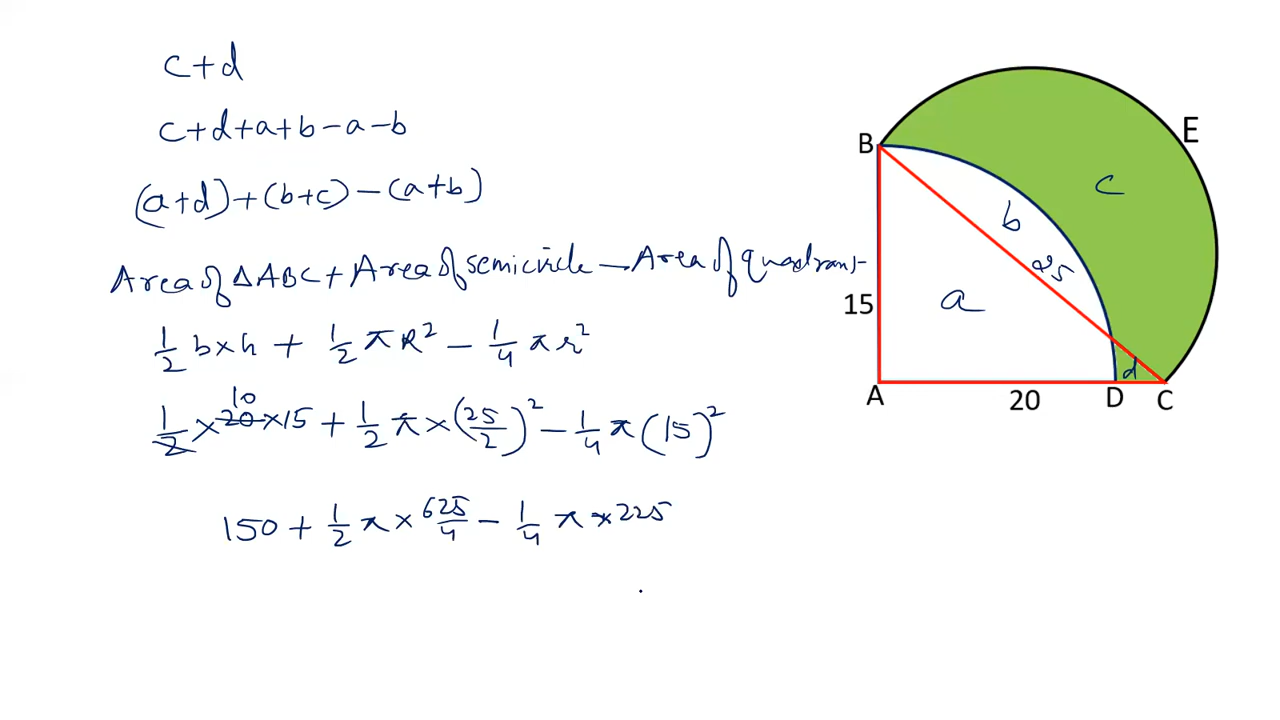 c+d
c+d+a+b-a-b
(a+d)+(b+c)-(a+b)
Area of ΔABC + Area of semicircle - Area of quadrant
1/2 b×h + 1/2 πR² - 1/4 πr²
10
1/2 × 20 × 15 + 1/2 π × (25/2)² - 1/4 π (15)²
150 + 1/2 π × 625/4 - 1/4 π × 225
E
B
c
b
25
15
a
d
A
20
D
C